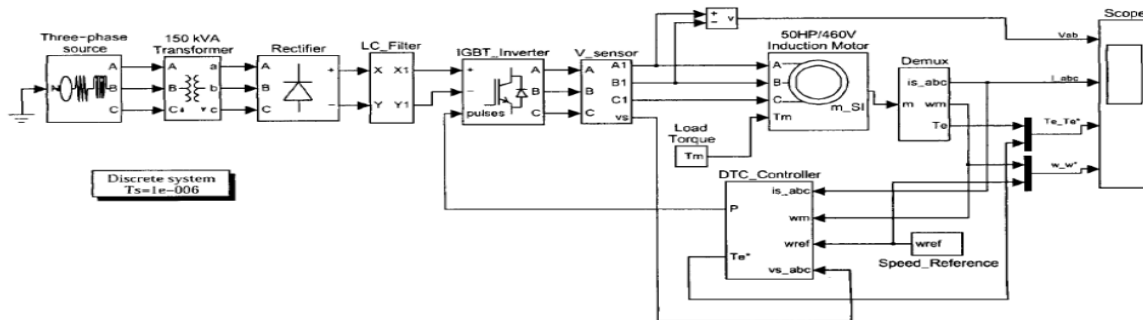 Three-phase
source
A
B
C
150 kVA
Transformer
A a
B b
C c
Rectifier
A +
B
C −
LC_Filter
X X1
Y Y1
IGBT_Inverter
+ A
− B
pulses C
V_sensor
A A1
B B1
C C1
vs
+
−
v
50HP/460V
Induction Motor
A
B
C
Tm
m_SI
Load
Torque
Tm
Demux
m
is_abc
wm
Te
Scope
Vab
i_abc
Te_Te*
w_w*
Discrete system
Ts=1e-006
DTC_Controller
P
Te*
is_abc
wm
wref
vs_abc
wref
Speed_Reference